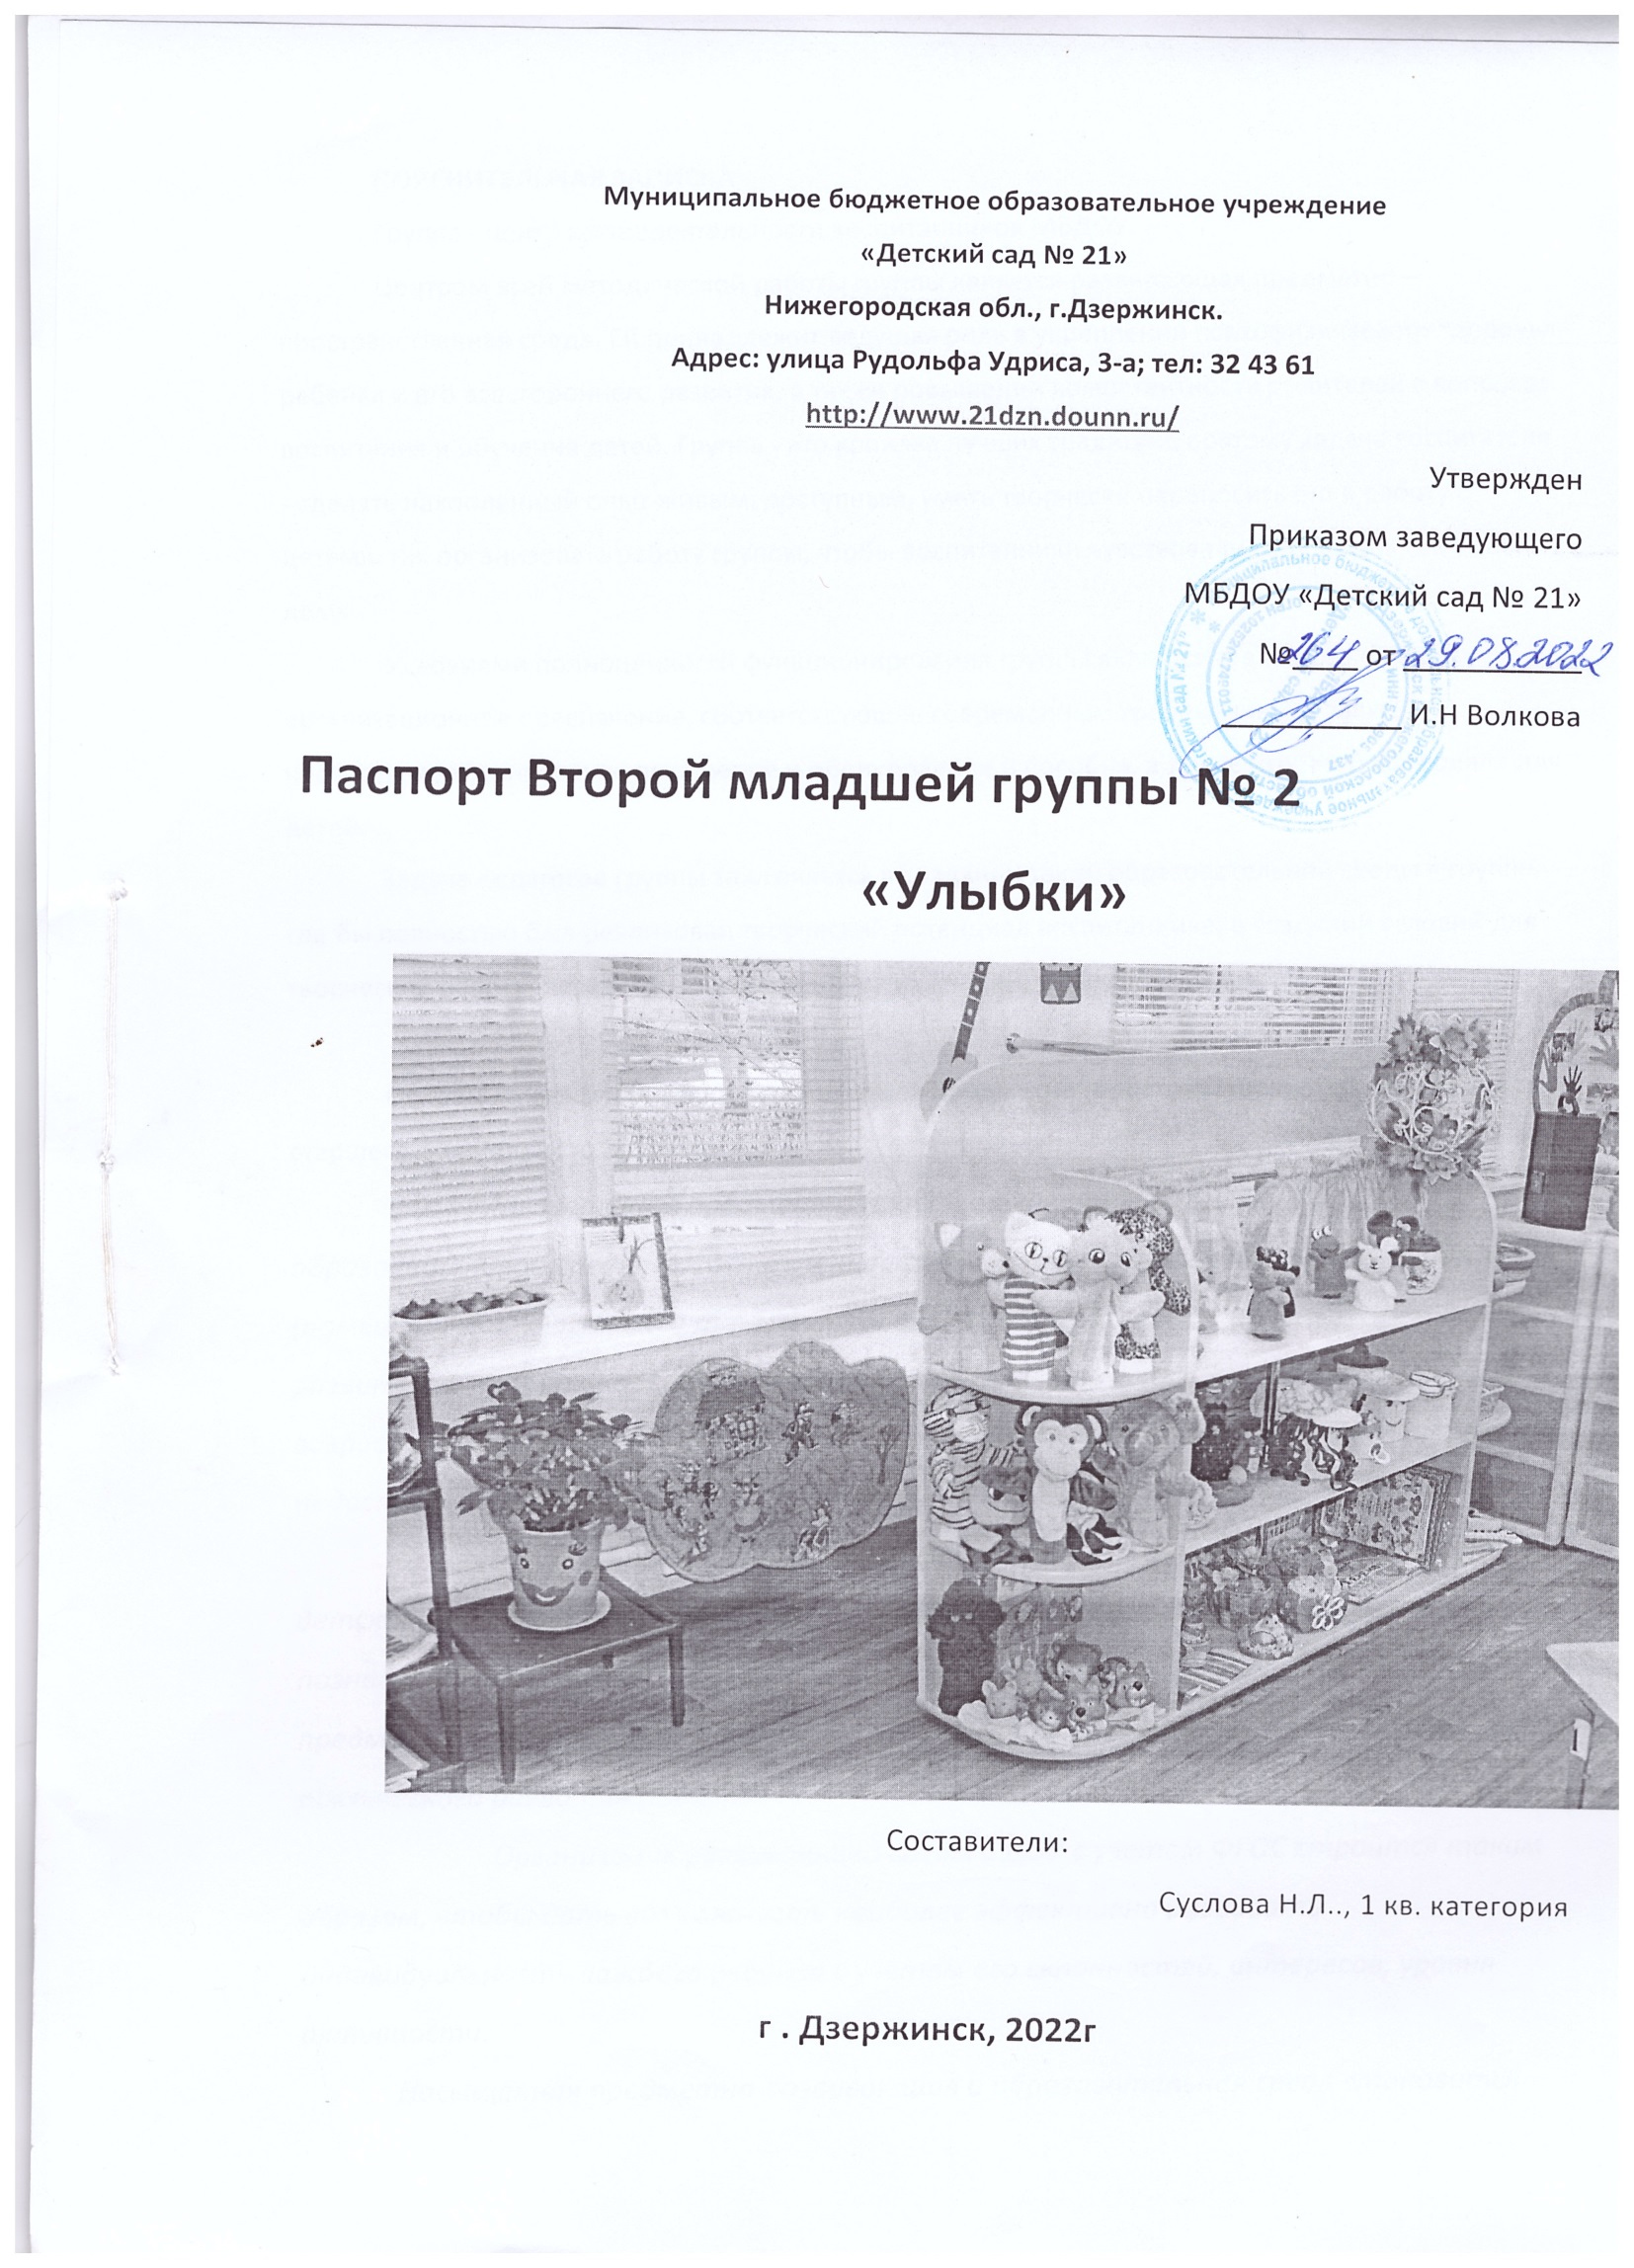 Муниципальное бюджетное образовательное учреждение
«Детский сад № 21»
Нижегородская обл., г.Дзержинск.
Адрес: улица Рудольфа Удриса, 3-а; тел: 32 43 61
http://www.21dzn.dounn.ru/
Утвержден
Приказом заведующего
МБДОУ «Детский сад № 21»
№ 264 от 29.08.2022
И.Н Волкова
Паспорт Второй младшей группы № 2
«Улыбки»
Составители:
Суслова Н.Л.., 1 кв. категория
г . Дзержинск, 2022г